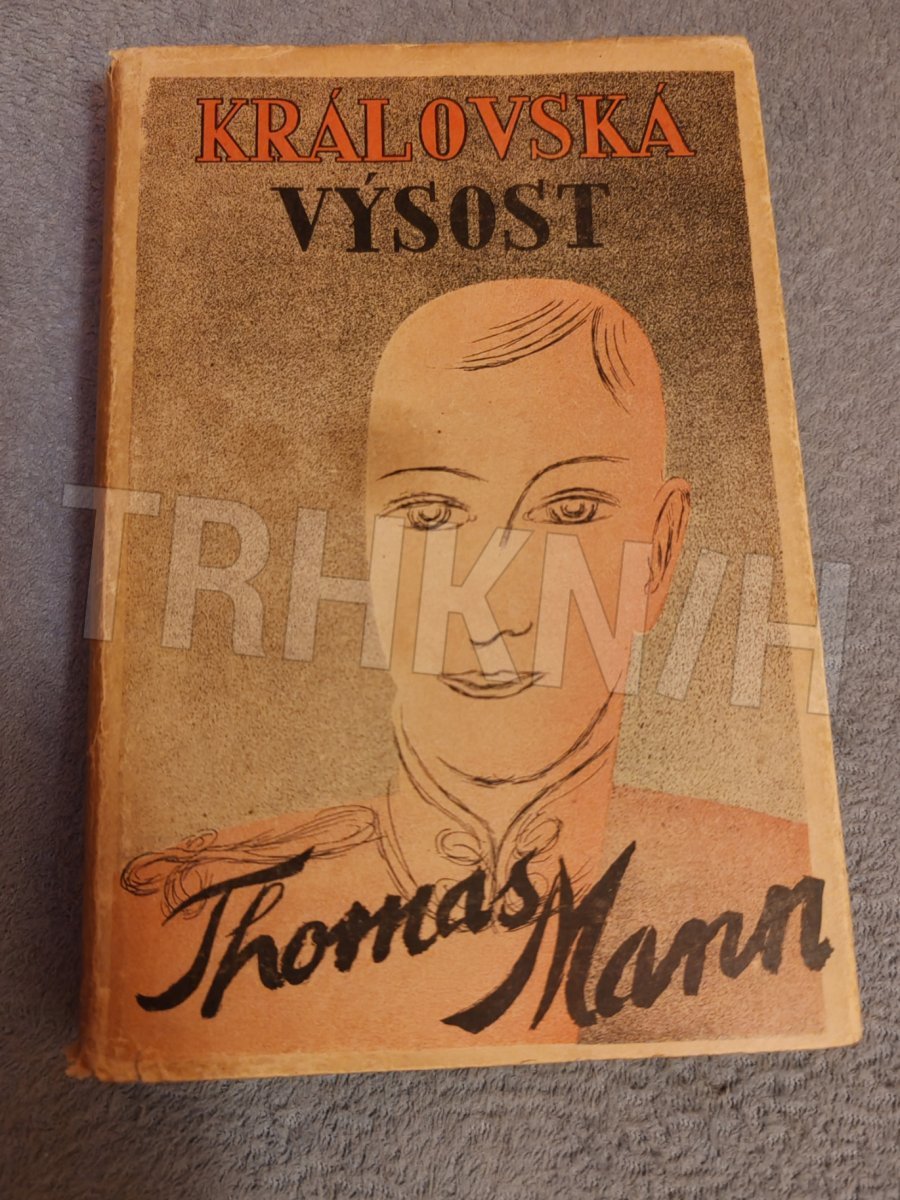 KRÁLOVSKÁ
VÝSOST
TRHKNIH
Thomas Mann